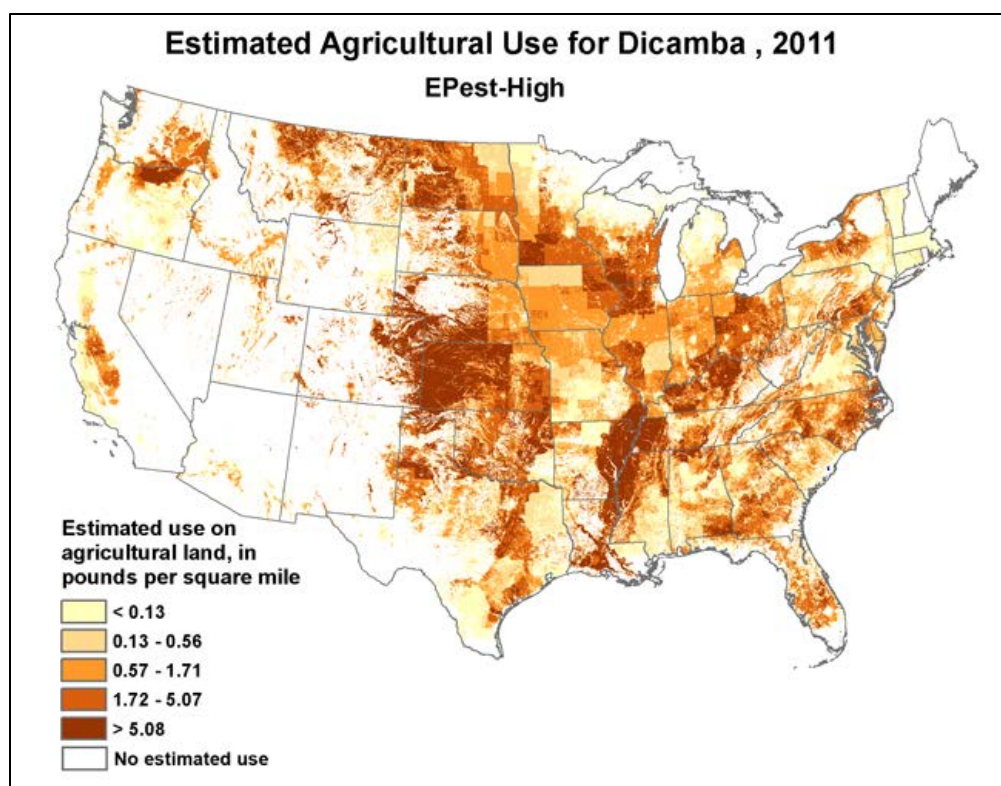 Estimated Agricultural Use for Dicamba , 2011
EPest-High
Estimated use on
agricultural land, in
pounds per square mile
< 0.13
0.13 - 0.56
0.57 - 1.71
1.72 - 5.07
> 5.08
No estimated use